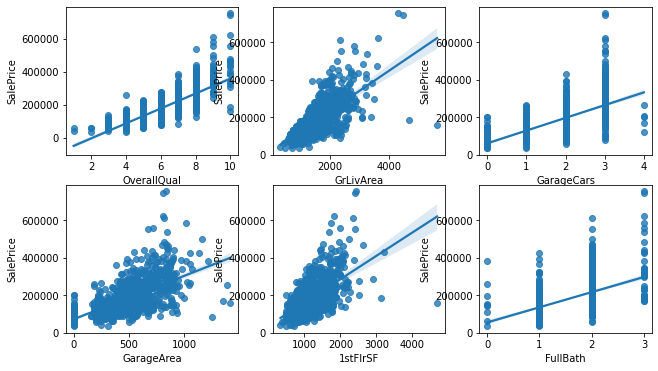 SalePrice
600000
400000
200000
0
2 4 6 8 10
OverallQual
SalePrice
600000
400000
200000
0
2000 4000
GrLivArea
SalePrice
600000
400000
200000
0
0 1 2 3 4
GarageCars
SalePrice
600000
400000
200000
0
0 500 1000
GarageArea
SalePrice
600000
400000
200000
0
1000 2000 3000 4000
1stFlrSF
SalePrice
600000
400000
200000
0
0 1 2 3
FullBath